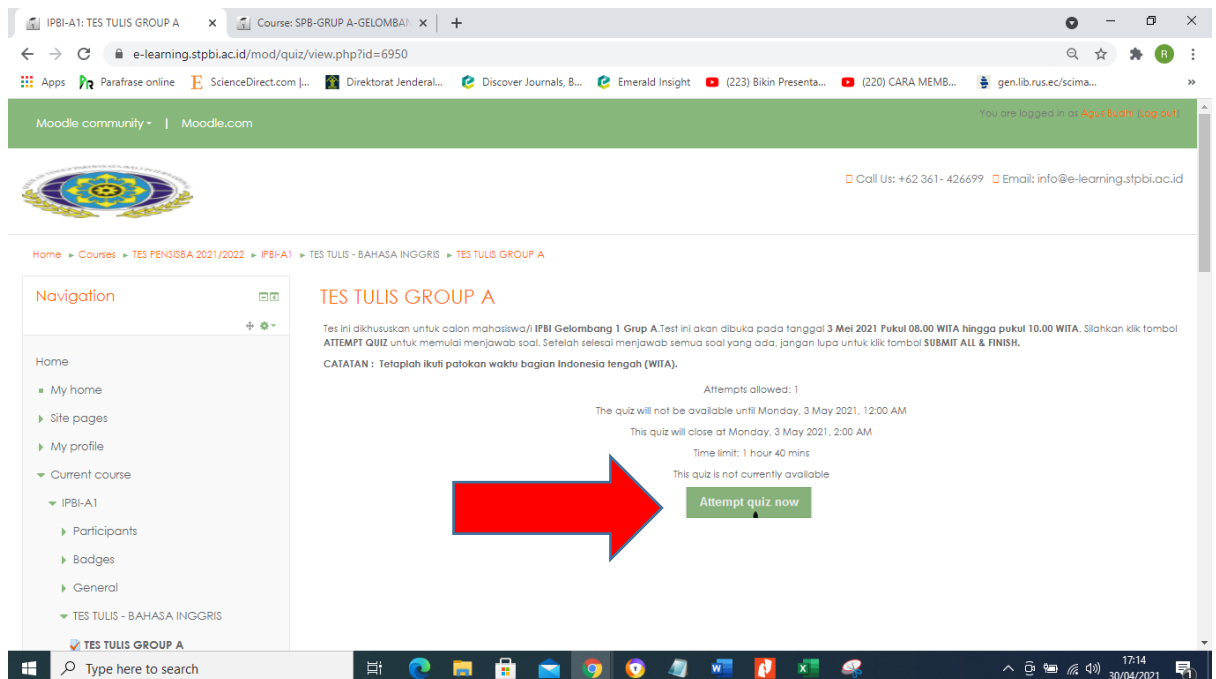 IPBI-A1: TES TULIS GROUP A
Course: SPB-GRUP A-GELOMBAN
e-learning.stpbi.ac.id/mod/quiz/view.php?id=6950
R
Apps Parafrase online ScienceDirect.com |... Direktorat Jenderal... Discover Journals, B... Emerald Insight (223) Bikin Presenta... (220) CARA MEMB... gen.lib.rus.ec/scima... »
Moodle community | Moodle.com
You are logged in as Agus Budhi (Log out)
Call Us: +62 361- 426699 Email: info@e-learning.stpbi.ac.id
Home ► Courses ► TES PENSISBA 2021/2022 ► IPBI-A1 ► TES TULIS - BAHASA INGGRIS ► TES TULIS GROUP A
Navigation
Home
My home
Site pages
My profile
Current course
IPBI-A1
Participants
Badges
General
TES TULIS - BAHASA INGGRIS
TES TULIS GROUP A
TES TULIS GROUP A
Tes ini dikhususkan untuk calon mahasiswa/i IPBI Gelombang 1 Grup A.Test ini akan dibuka pada tanggal 3 Mei 2021 Pukul 08.00 WITA hingga pukul 10.00 WITA. Silahkan klik tombol
ATTEMPT QUIZ untuk memulai menjawab soal. Setelah selesai menjawab semua soal yang ada, jangan lupa untuk klik tombol SUBMIT ALL & FINISH.
CATATAN : Tetaplah ikuti patokan waktu bagian Indonesia tengah (WITA).
Attempts allowed: 1
The quiz will not be available until Monday, 3 May 2021, 12:00 AM
This quiz will close at Monday, 3 May 2021, 2:00 AM
Time limit: 1 hour 40 mins
This quiz is not currently available
Attempt quiz now
Type here to search
17:14
30/04/2021